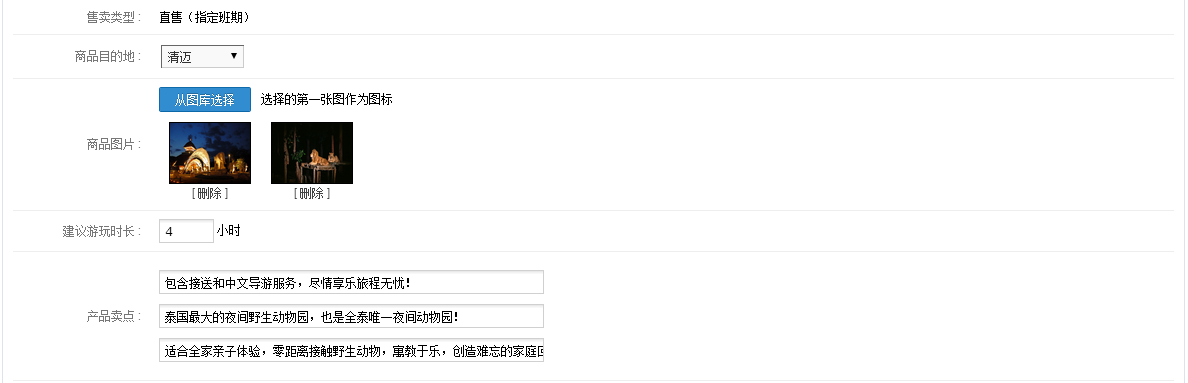 售卖类型：  直售（指定班期）
商品目的地：  清迈
从图库选择  选择的第一张图作为图标
商品图片：
[ 删除 ]  [ 删除 ]
建议游玩时长：  4 小时
包含接送和中文导游服务，尽情享乐旅程无忧！
产品卖点：  泰国最大的夜间野生动物园，也是全泰唯一夜间动物园！
适合全家亲子体验，零距离接触野生动物，寓教于乐，创造难忘的家庭